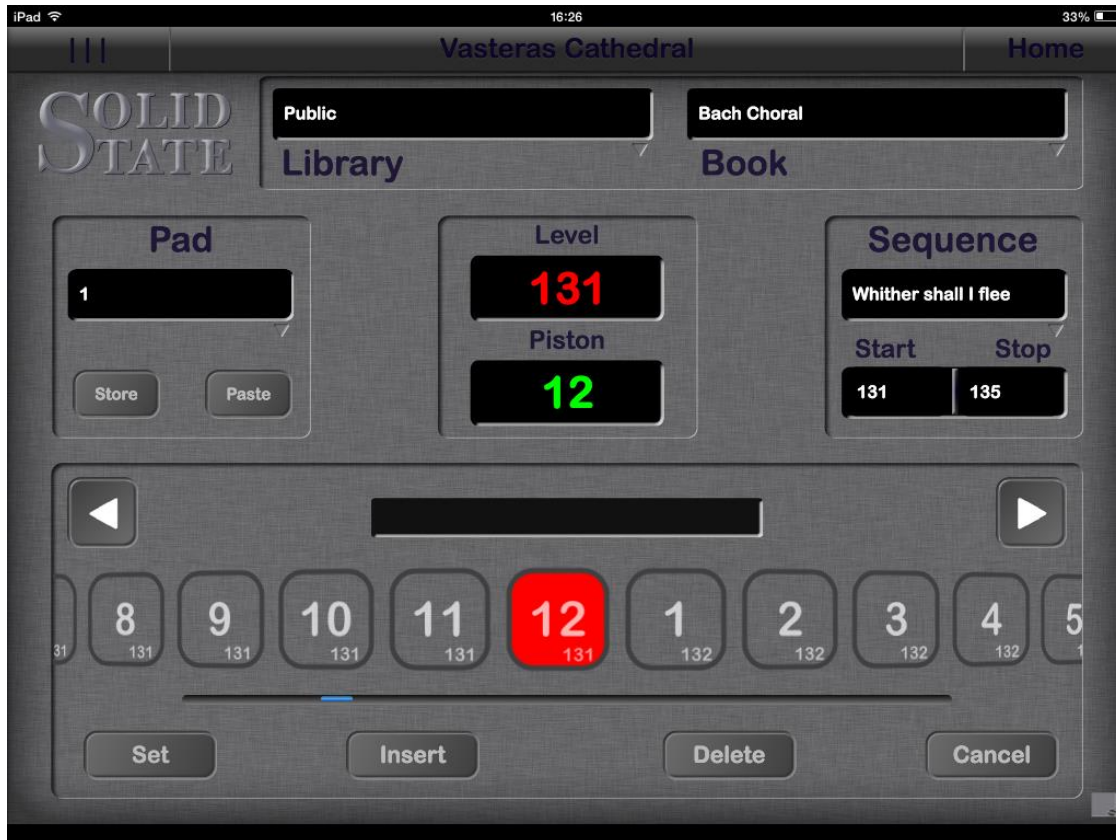 iPad 16:26 33%
Vasteras Cathedral Home
SOLID
STATE
Public Bach Choral
Library Book
Pad Level Sequence
1 131 Whither shall I flee
Piston Start Stop
Store Paste 12 131 135
8 9 10 11 12 1 2 3 4 5
31 131 131 131 131 131 132 132 132 132 1
Set Insert Delete Cancel